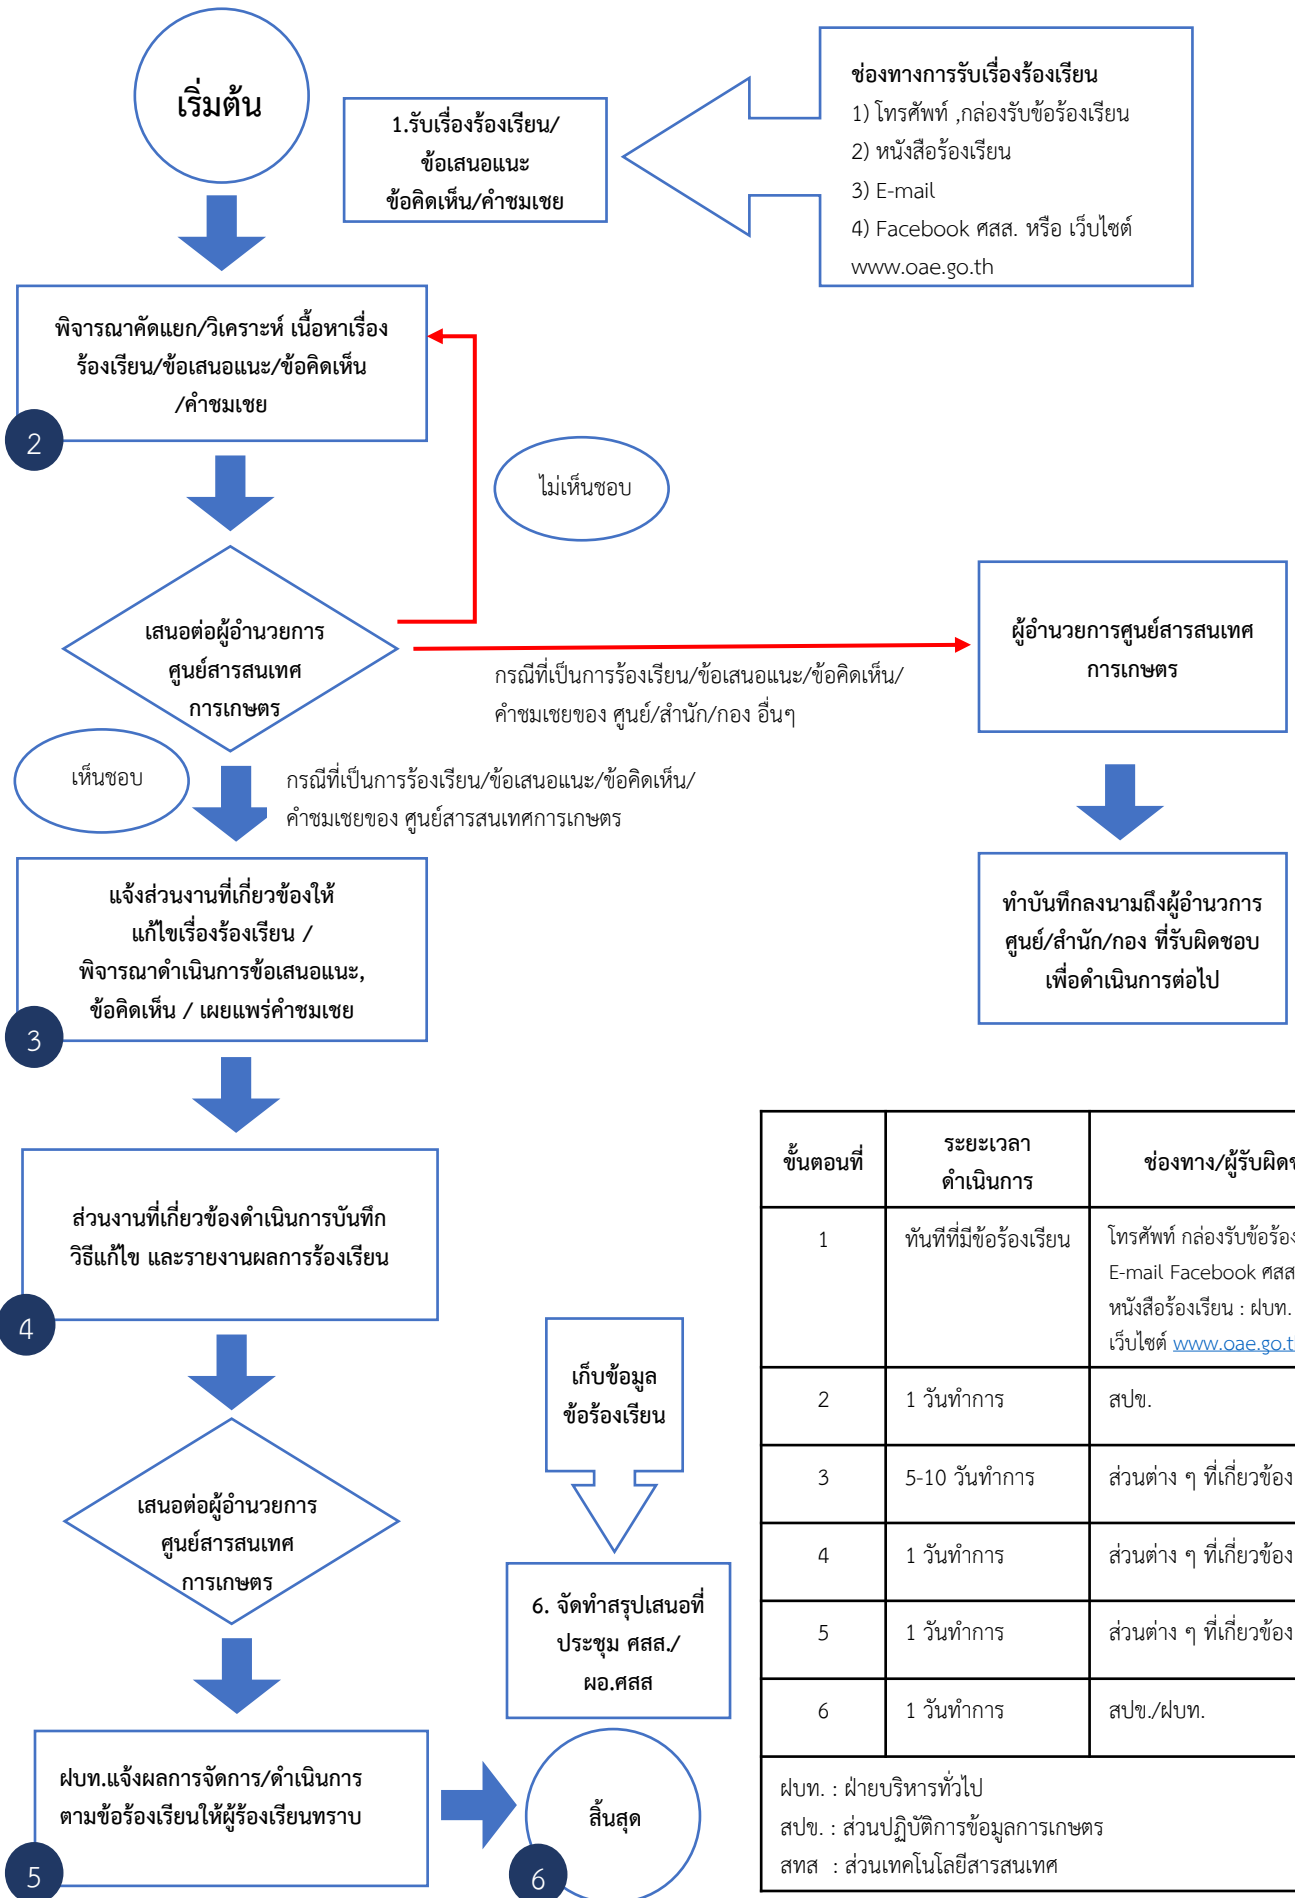 เริ่มต้น
1.รับเรื่องร้องเรียน/
ข้อเสนอแนะ
ข้อคิดเห็น/คำชมเชย
ช่องทางการรับเรื่องร้องเรียน
1) โทรศัพท์ ,กล่องรับข้อร้องเรียน
2) หนังสือร้องเรียน
3) E-mail
4) Facebook ศสส. หรือ เว็บไซต์
www.oae.go.th
พิจารณาคัดแยก/วิเคราะห์ เนื้อหาเรื่อง
ร้องเรียน/ข้อเสนอแนะ/ข้อคิดเห็น
/คำชมเชย
2
ไม่เห็นชอบ
เสนอต่อผู้อำนวยการ
ศูนย์สารสนเทศ
การเกษตร
กรณีที่เป็นการร้องเรียน/ข้อเสนอแนะ/ข้อคิดเห็น/
คำชมเชยของ ศูนย์/สำนัก/กอง อื่นๆ
ผู้อำนวยการศูนย์สารสนเทศ
การเกษตร
เห็นชอบ
กรณีที่เป็นการร้องเรียน/ข้อเสนอแนะ/ข้อคิดเห็น/
คำชมเชยของ ศูนย์สารสนเทศการเกษตร
แจ้งส่วนงานที่เกี่ยวข้องให้
แก้ไขเรื่องร้องเรียน /
พิจารณาดำเนินการข้อเสนอแนะ,
ข้อคิดเห็น / เผยแพร่คำชมเชย
3
ทำบันทึกลงนามถึงผู้อำนวการ
ศูนย์/สำนัก/กอง ที่รับผิดชอบ
เพื่อดำเนินการต่อไป
ส่วนงานที่เกี่ยวข้องดำเนินการบันทึก
วิธีแก้ไข และรายงานผลการร้องเรียน
4
เสนอต่อผู้อำนวยการ
ศูนย์สารสนเทศ
การเกษตร
เก็บข้อมูล
ข้อร้องเรียน
6. จัดทำสรุปเสนอที่
ประชุม ศสส./
ผอ.ศสส
ฝบท.แจ้งผลการจัดการ/ดำเนินการ
ตามข้อร้องเรียนให้ผู้ร้องเรียนทราบ
5
สิ้นสุด
6
ขั้นตอนที่ ระยะเวลา ช่องทาง/ผู้รับผิดช
ดำเนินการ
1 ทันทีที่มีข้อร้องเรียน โทรศัพท์ กล่องรับข้อร้อง
E-mail Facebook ศสส
หนังสือร้องเรียน : ฝบท.
เว็บไซต์ www.oae.go.t
2 1 วันทำการ สปข.
3 5-10 วันทำการ ส่วนต่าง ๆ ที่เกี่ยวข้อง
4 1 วันทำการ ส่วนต่าง ๆ ที่เกี่ยวข้อง
5 1 วันทำการ ส่วนต่าง ๆ ที่เกี่ยวข้อง
6 1 วันทำการ สปข./ฝบท.
ฝบท. : ฝ่ายบริหารทั่วไป
สปข. : ส่วนปฏิบัติการข้อมูลการเกษตร
สทส : ส่วนเทคโนโลยีสารสนเทศ